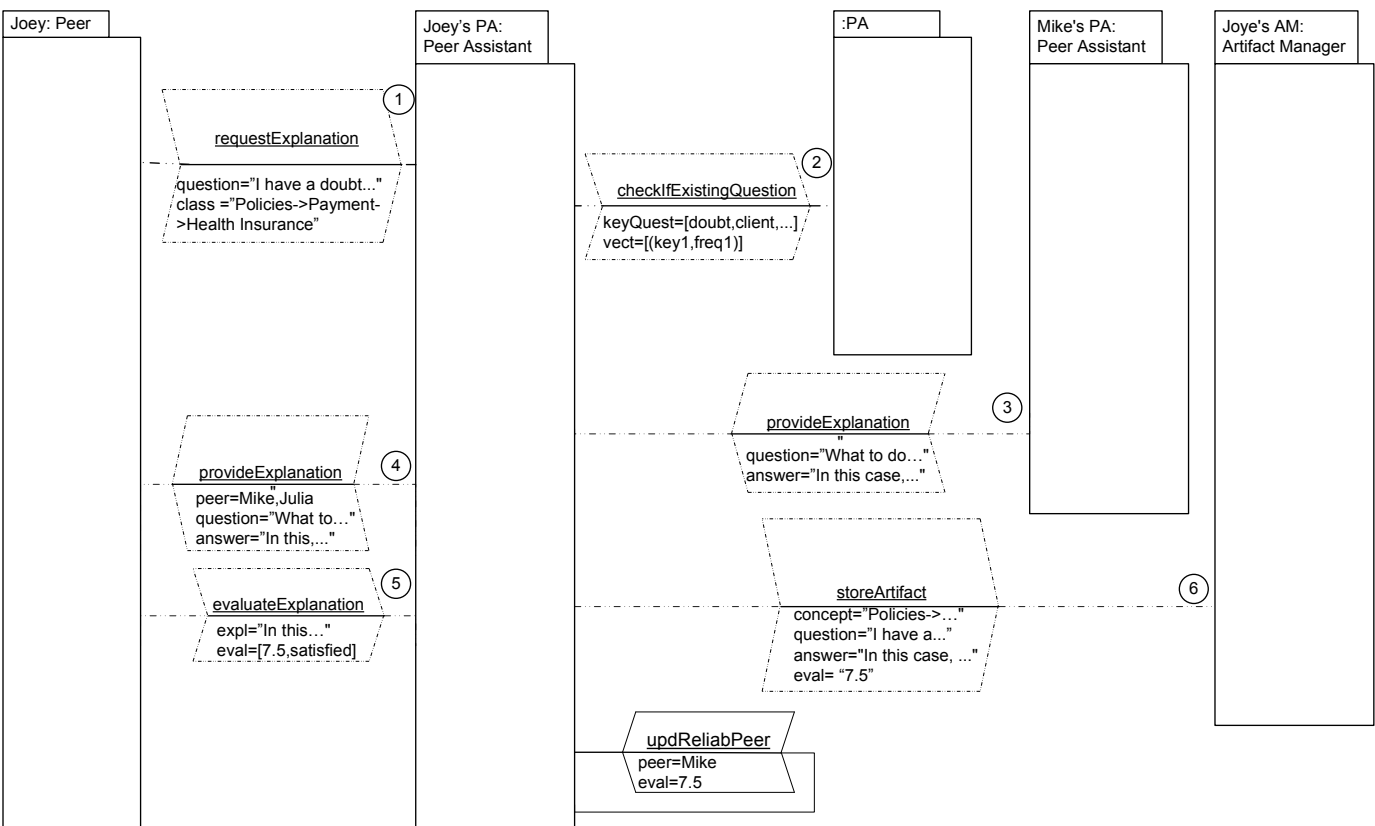 Joey: Peer
Joey’s PA:
Peer Assistant
:PA
Mike's PA:
Peer Assistant
Joye's AM:
Artifact Manager
1
requestExplanation
question=”I have a doubt..."
class =”Policies->Payment-
>Health Insurance”
2
checkIfExistingQuestion
keyQuest=[doubt,client,...]
vect=[(key1,freq1)]
3
provideExplanation
"
question=”What to do…"
answer=”In this case,..."
4
provideExplanation
"
peer=Mike,Julia
question=”What to…"
answer=”In this,..."
5
evaluateExplanation
expl=”In this…"
eval=[7.5,satisfied]
6
storeArtifact
concept=”Policies->…"
question=”I have a...”
answer="In this case, ..."
eval= “7.5”
updReliabPeer
peer=Mike
eval=7.5